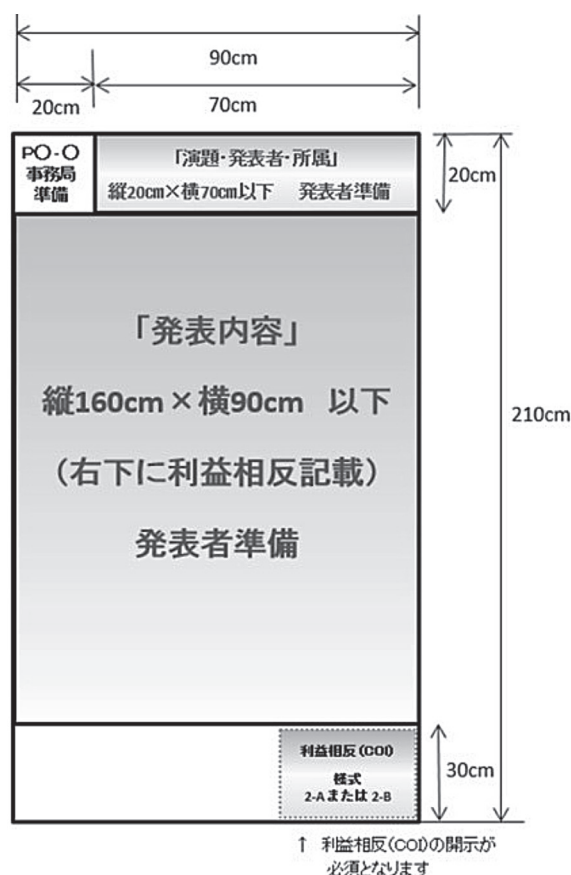 90cm
20cm
70cm
PO-O
事務局
準備
「演題・発表者・所属」
縦20cm×横70cm以下 発表者準備
20cm
「発表内容」
縦160cm×横90cm 以下
（右下に利益相反記載）
発表者準備
210cm
利益相反(COI)
様式
2-Aまたは2-B
30cm
↑ 利益相反(COI)の開示が
必須となります